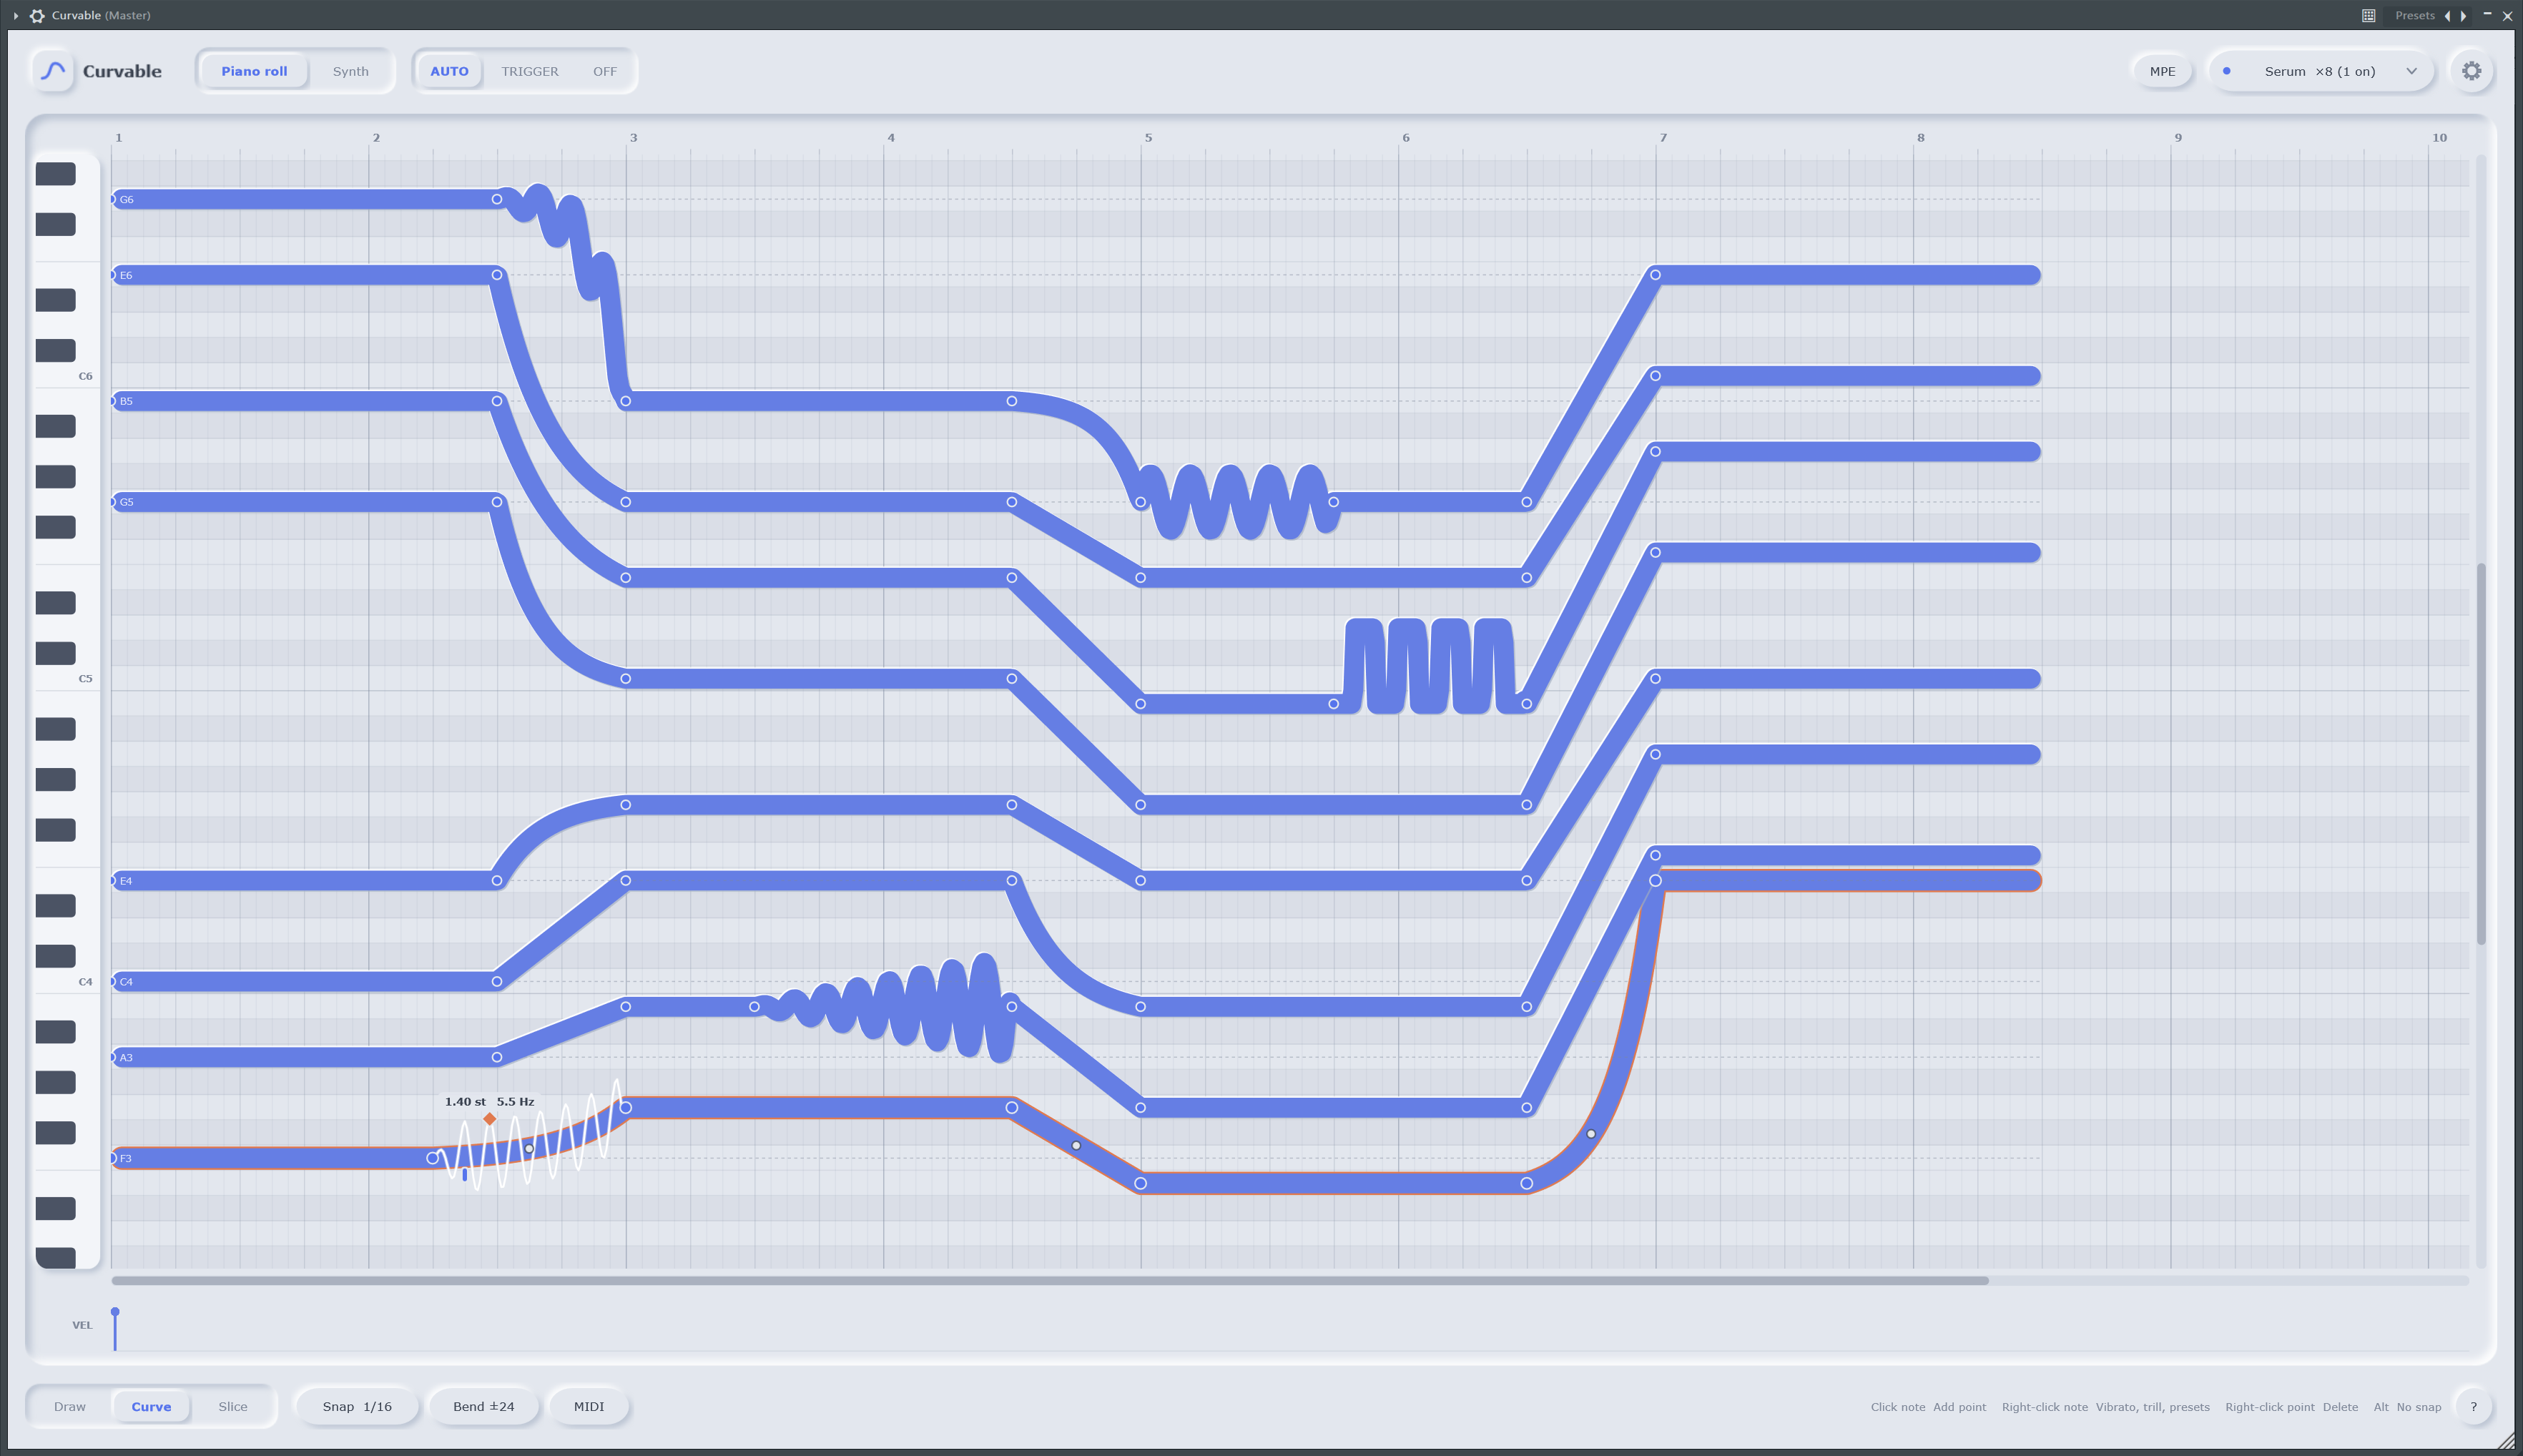 Curvable (Master) Presets
Curvable Piano roll Synth AUTO TRIGGER OFF MPE Serum ×8 (1 on)
1 2 3 4 5 6 7 8 9 10
G6
E6
C6
B5
G5
C5
E4
C4 C4
A3
1.40 st 5.5 Hz
F3
VEL
Draw Curve Slice Snap 1/16 Bend ±24 MIDI Click note Add point Right-click note Vibrato, trill, presets Right-click point Delete Alt No snap ?